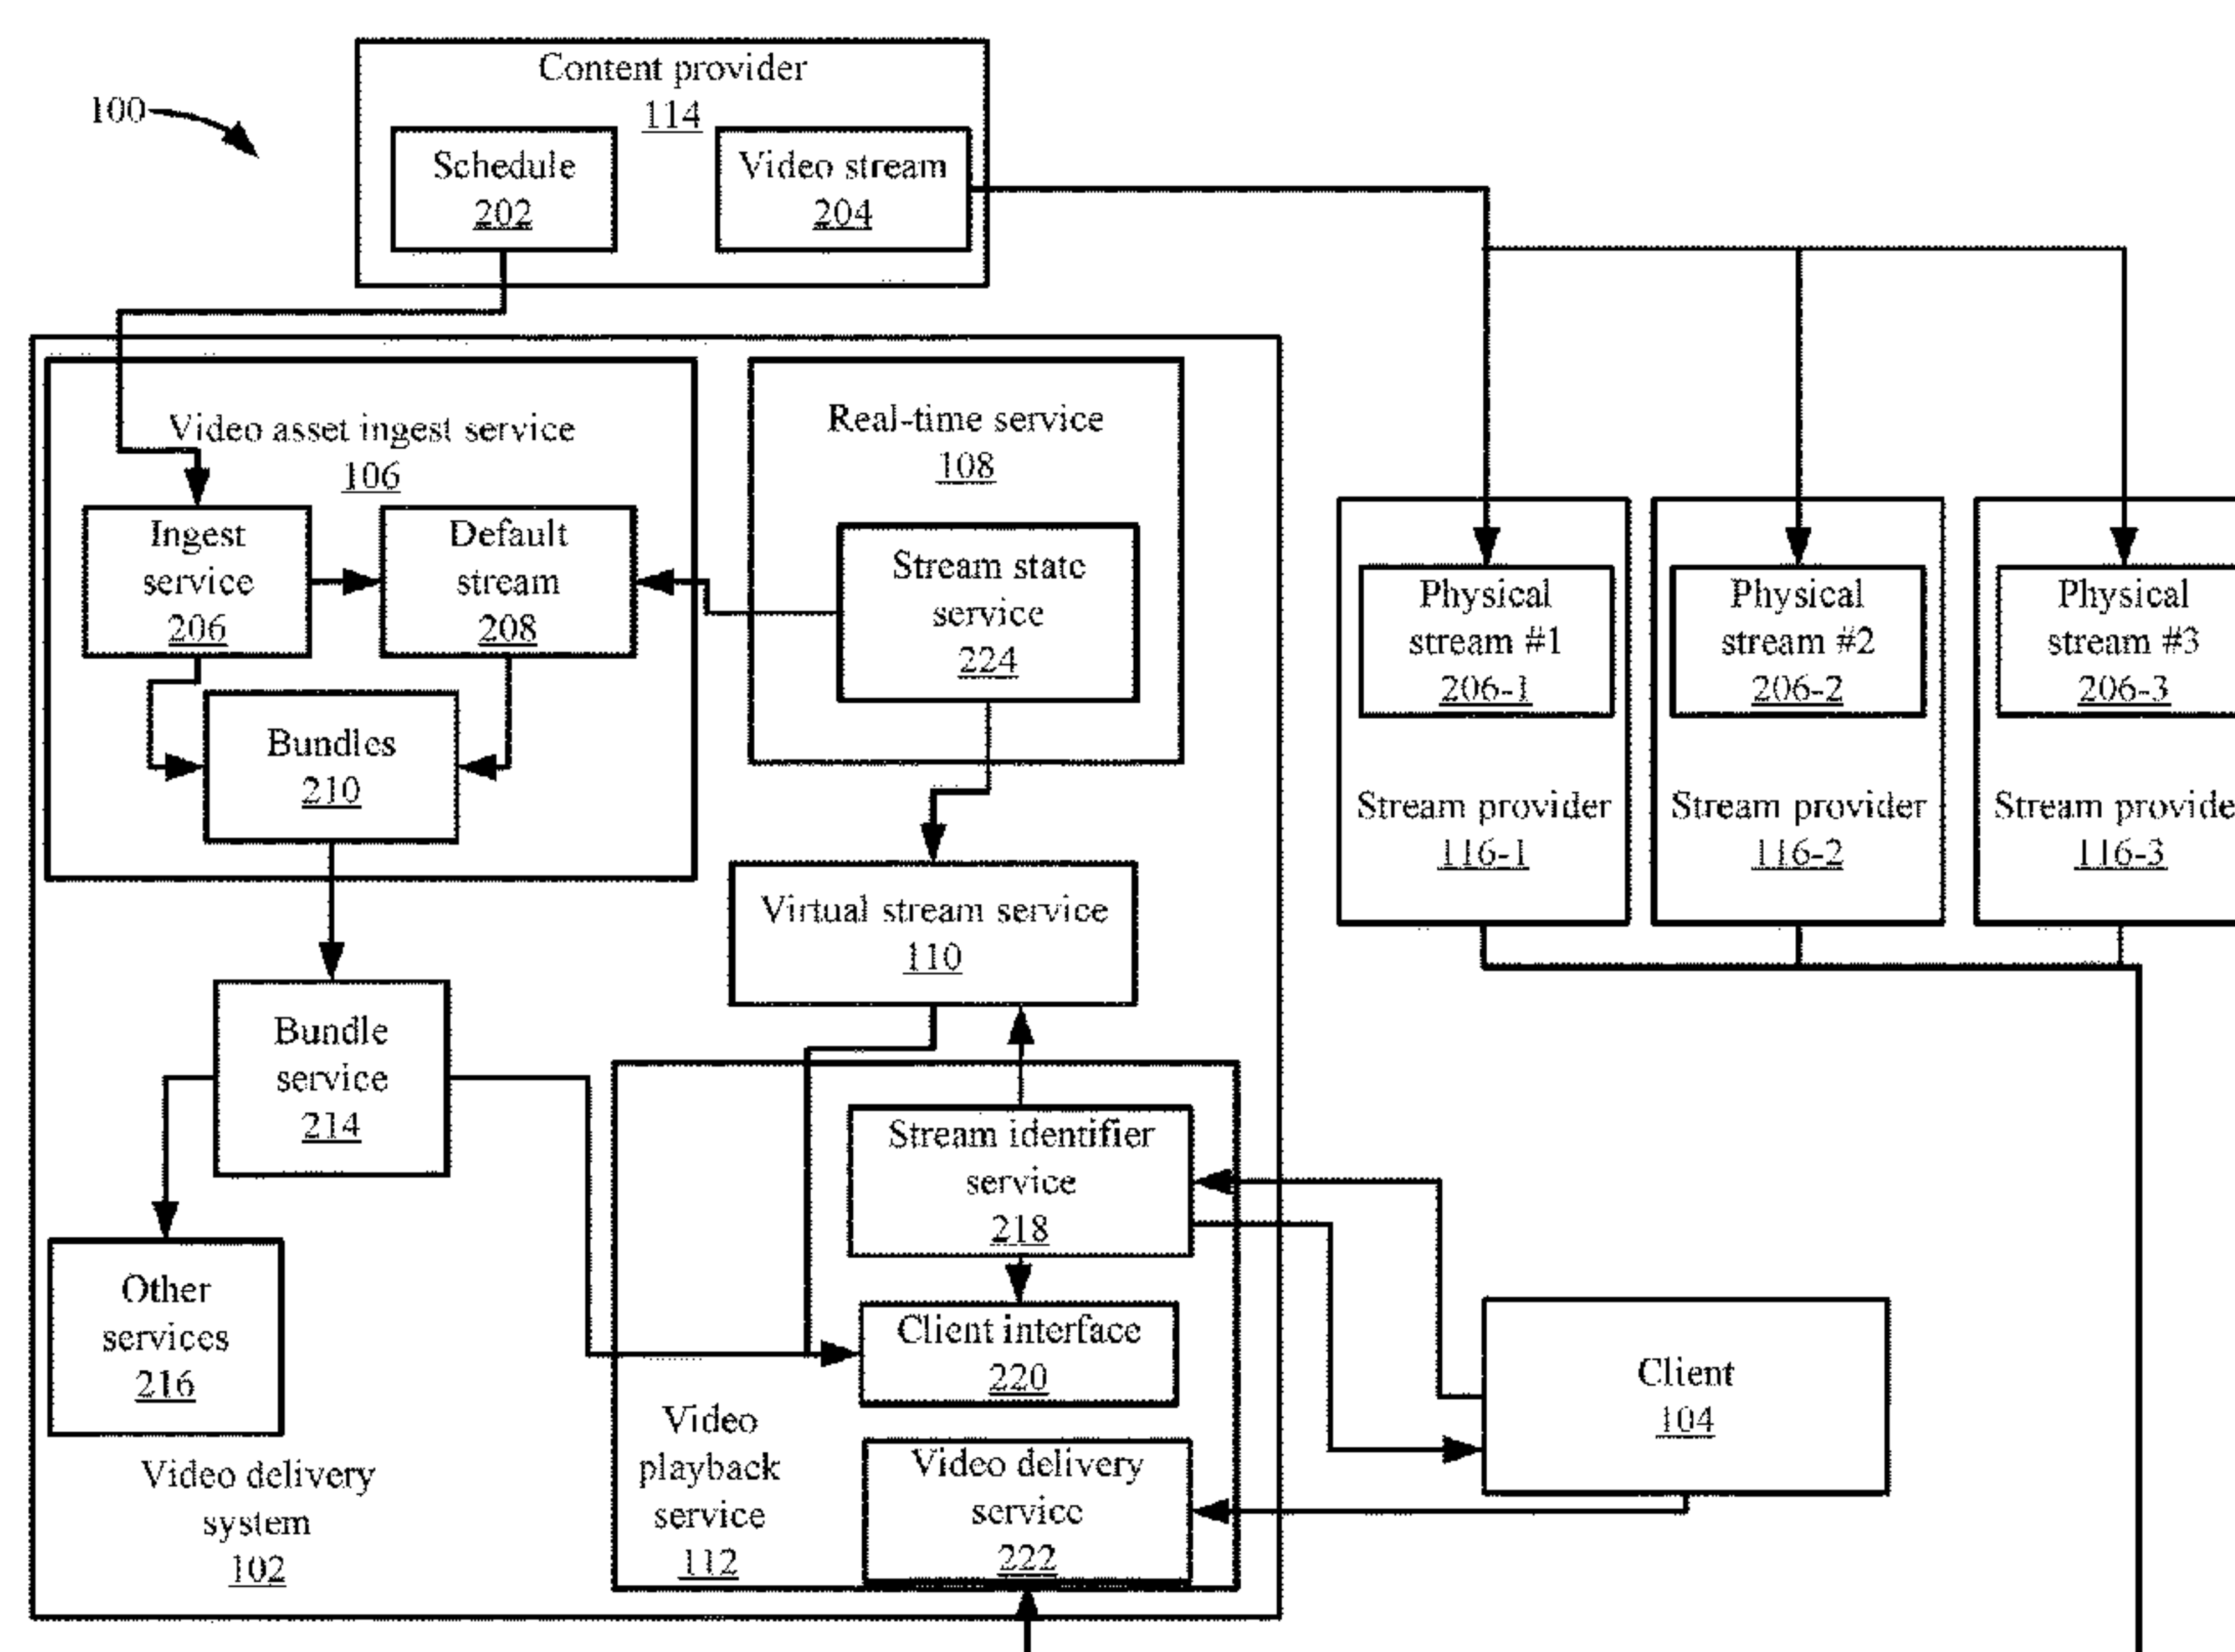 100
Content provider
114
Schedule
202
Video stream
204
Video asset ingest service
106
Ingest
service
206
Default
stream
208
Bundles
210
Real-time service
108
Stream state
service
224
Physical
stream #1
206-1
Stream provider
116-1
Physical
stream #2
206-2
Stream provider
116-2
Physical
stream #3
206-3
Stream provide
116-3
Virtual stream service
110
Bundle
service
214
Other
services
216
Video delivery
system
102
Stream identifier
service
218
Client interface
220
Video
playback
service
112
Video delivery
service
222
Client
104